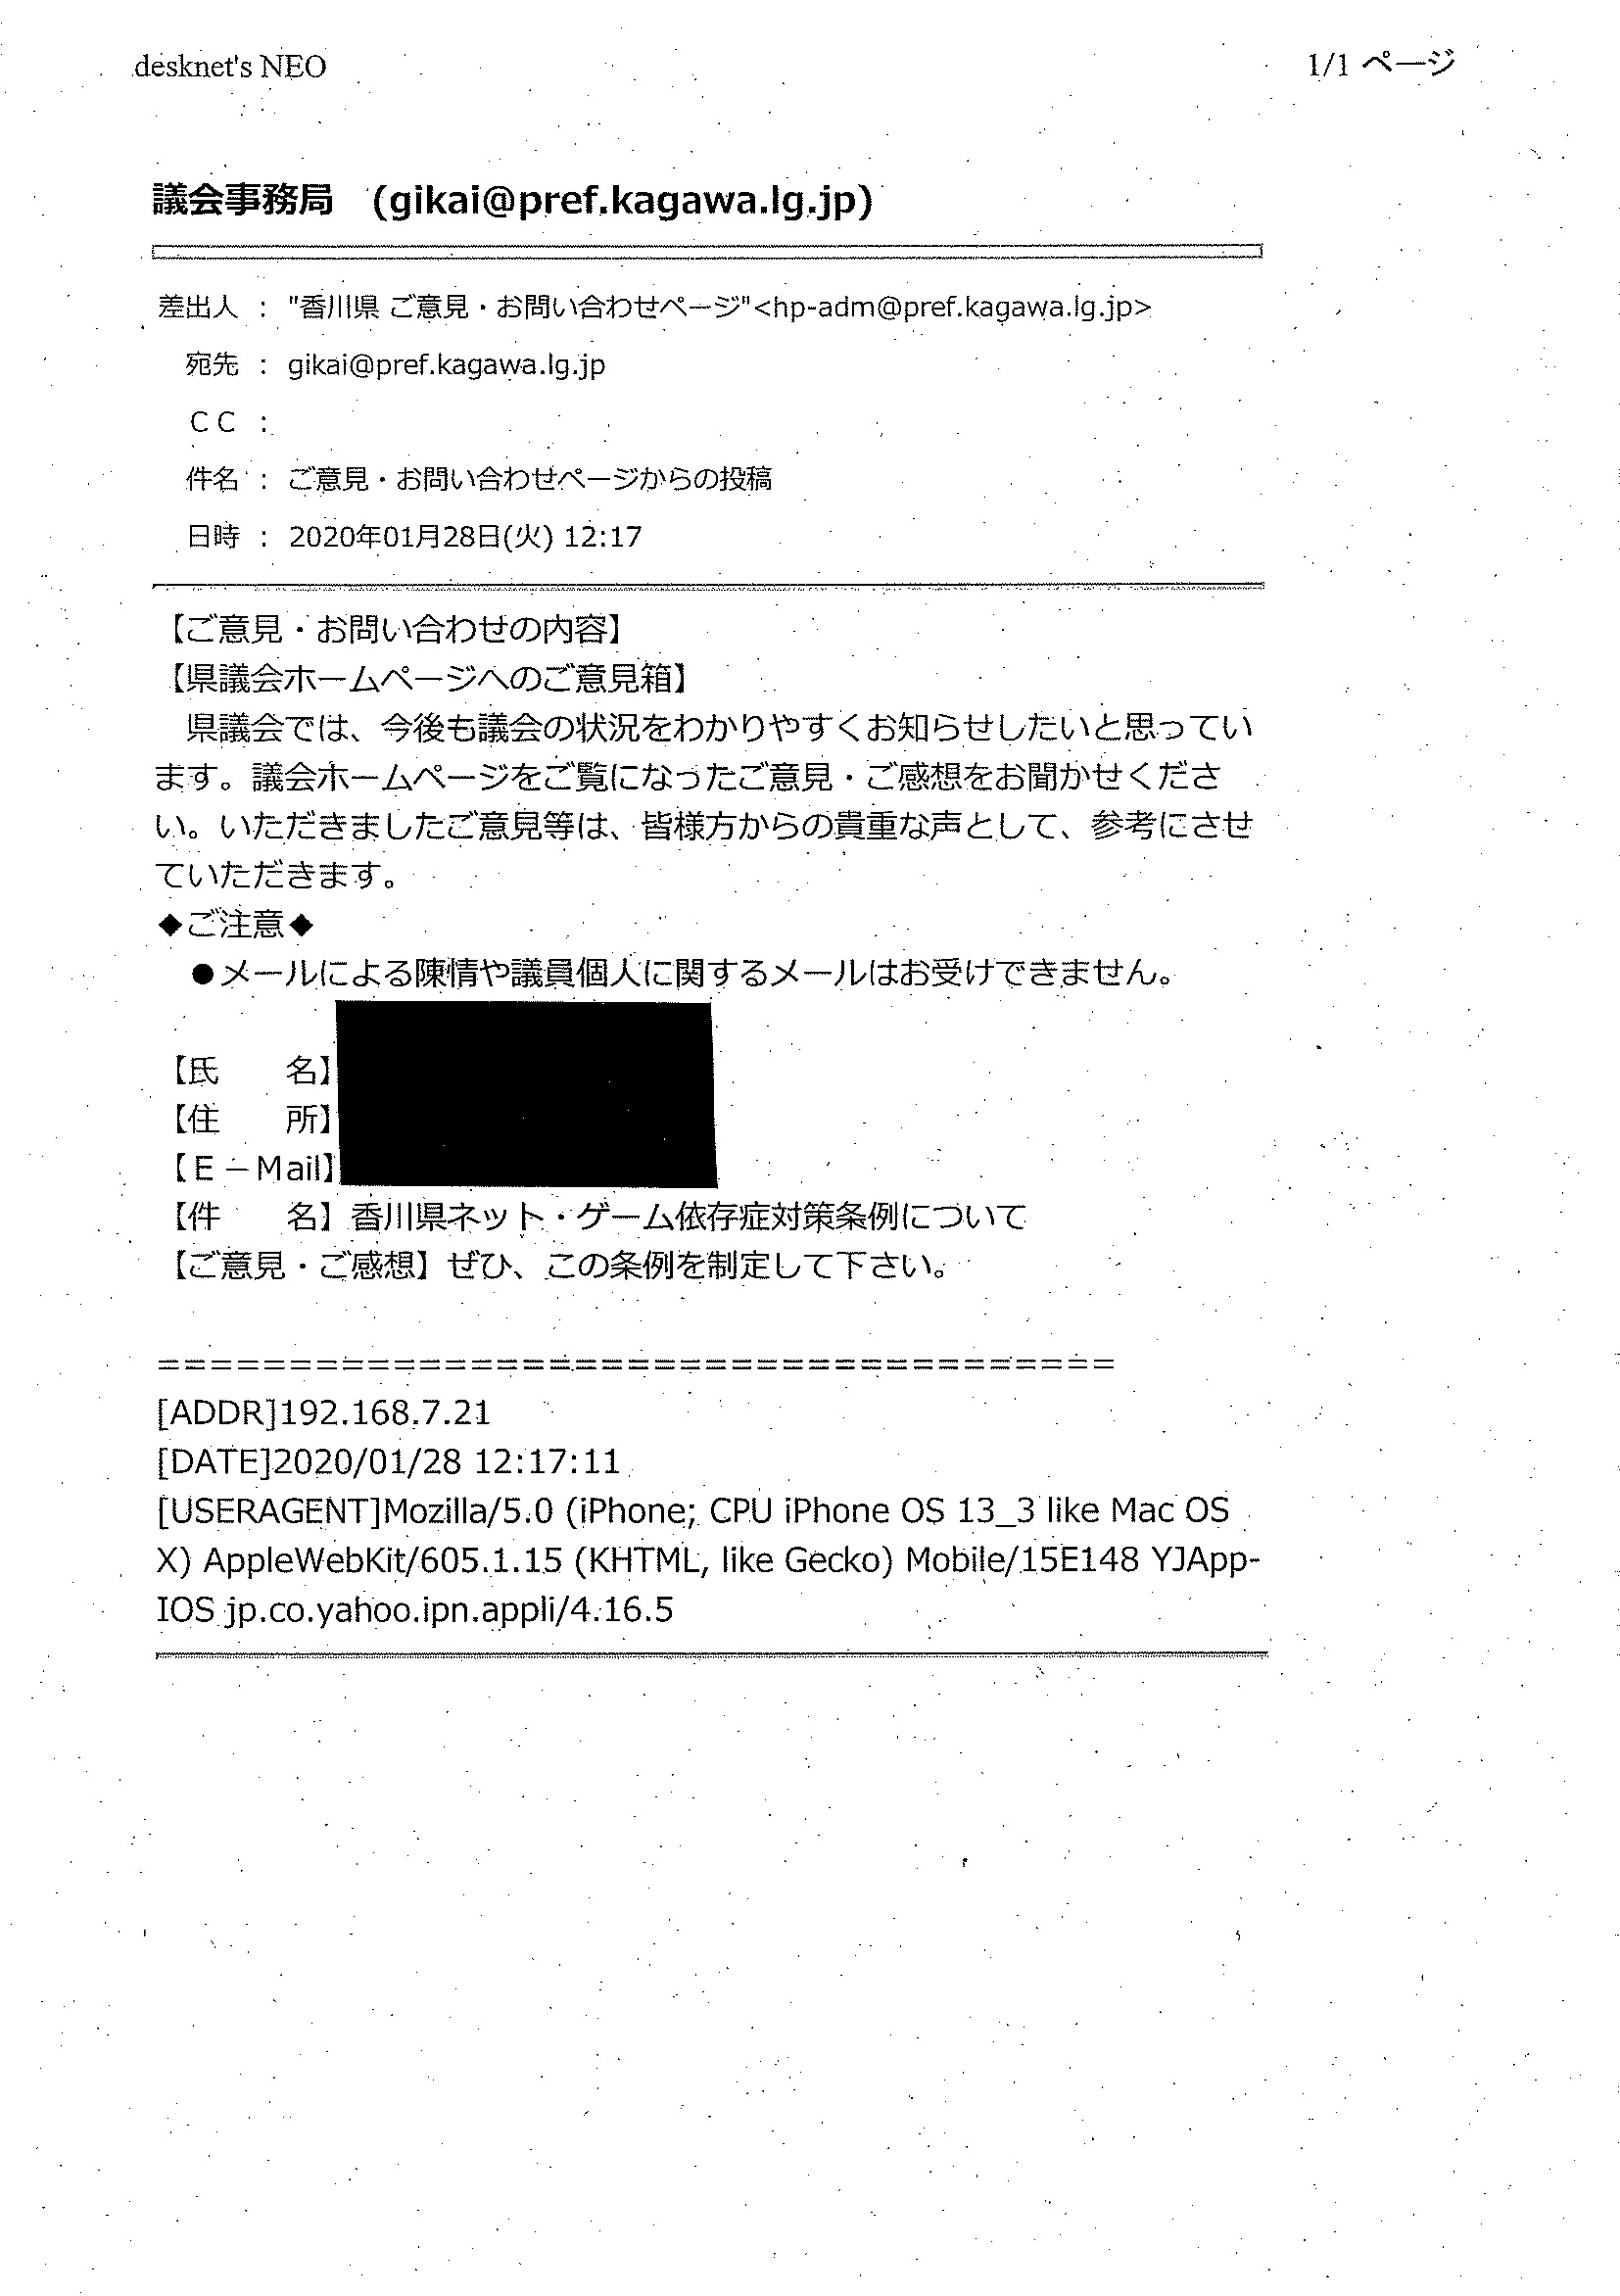 desknet's NEO
1/1 ページ
議会事務局 (gikai@pref.kagawa.lg.jp)
差出人 : "香川県 ご意見・お問い合わせページ"<hp-adm@pref.kagawa.lg.jp>
宛先 : gikai@pref.kagawa.lg.jp
CC :
件名 : ご意見・お問い合わせページからの投稿
日時 : 2020年01月28日(火) 12:17
【ご意見・お問い合わせの内容】
【県議会ホームページへのご意見箱】
県議会では、今後も議会の状況をわかりやすくお知らせしたいと思ってい
ます。議会ホームページをご覧になったご意見・ご感想をお聞かせくださ
い。いただきましたご意見等は、皆様方からの貴重な声として、参考にさせ
ていただきます。
◆ご注意◆
●メールによる陳情や議員個人に関するメールはお受けできません。
【氏　　名】
【住　　所】
【E－Mail】
【件　　名】香川県ネット・ゲーム依存症対策条例について
【ご意見・ご感想】ぜひ、この条例を制定して下さい。
=====================================
[ADDR]192.168.7.21
[DATE]2020/01/28 12:17:11
[USERAGENT]Mozilla/5.0 (iPhone; CPU iPhone OS 13_3 like Mac OS
X) AppleWebKit/605.1.15 (KHTML, like Gecko) Mobile/15E148 YJApp-
IOS jp.co.yahoo.ipn.appli/4.16.5